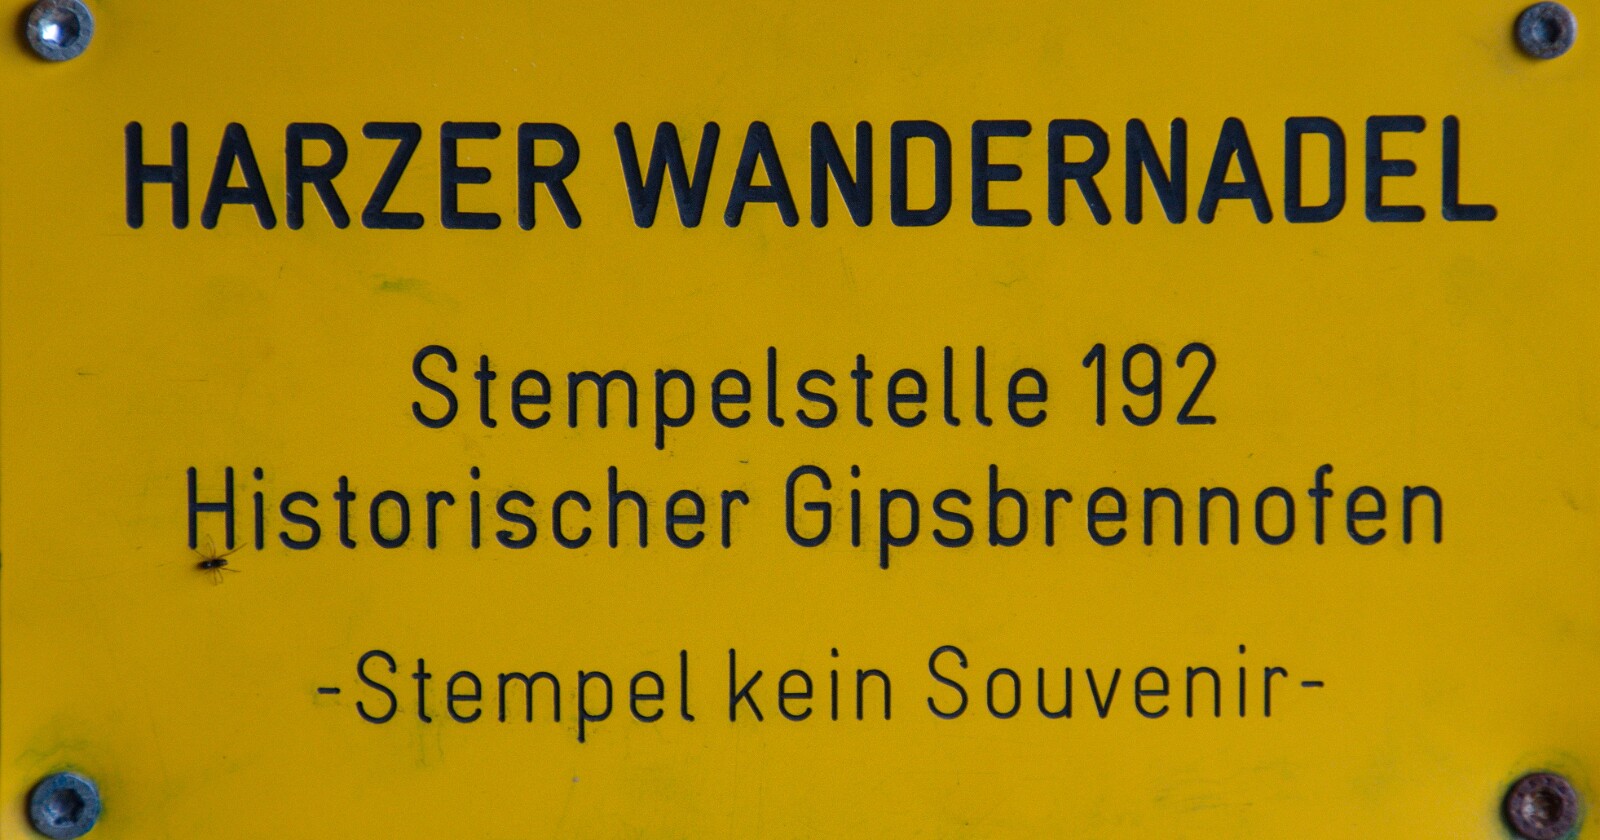 HARZER WANDERNADEL
Stempelstelle 192
Historischer Gipsbrennofen
-Stempel kein Souvenir-